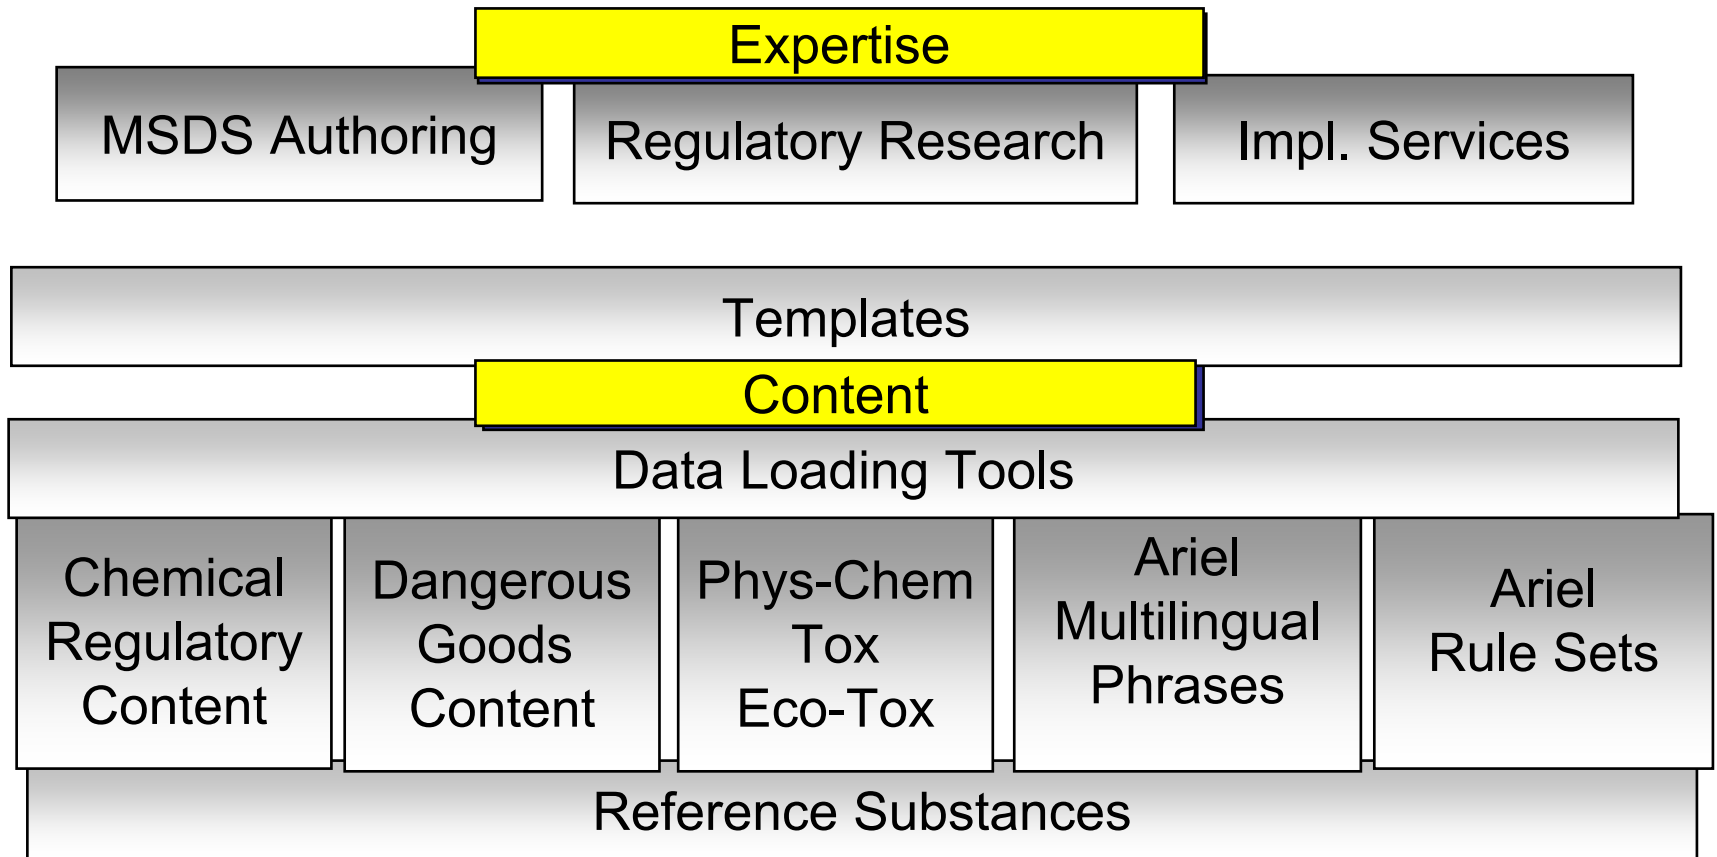 Expertise
MSDS Authoring
Regulatory Research
Impl. Services
Templates
Content
Data Loading Tools
Chemical
Regulatory
Content
Dangerous
Goods
Content
Phys-Chem
Tox
Eco-Tox
Ariel
Multilingual
Phrases
Ariel
Rule Sets
Reference Substances